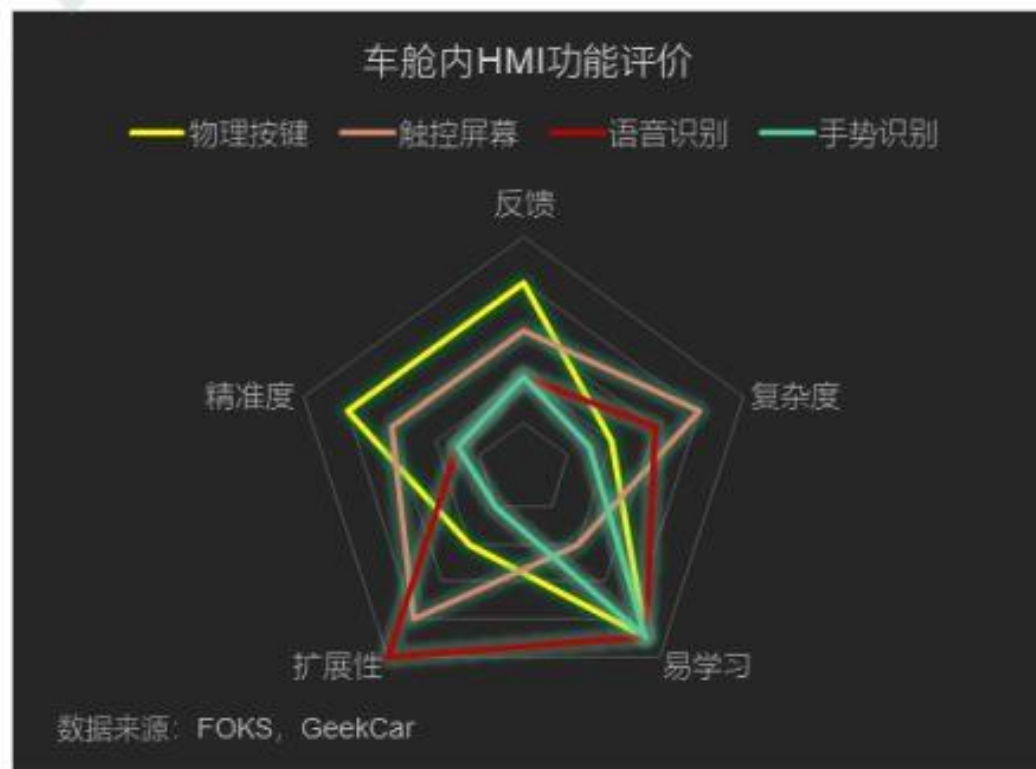 车舱内HMI功能评价
物理按键 触控屏幕 语音识别 手势识别
反馈
精准度 复杂度
扩展性 易学习
数据来源：FOKS，GeekCar